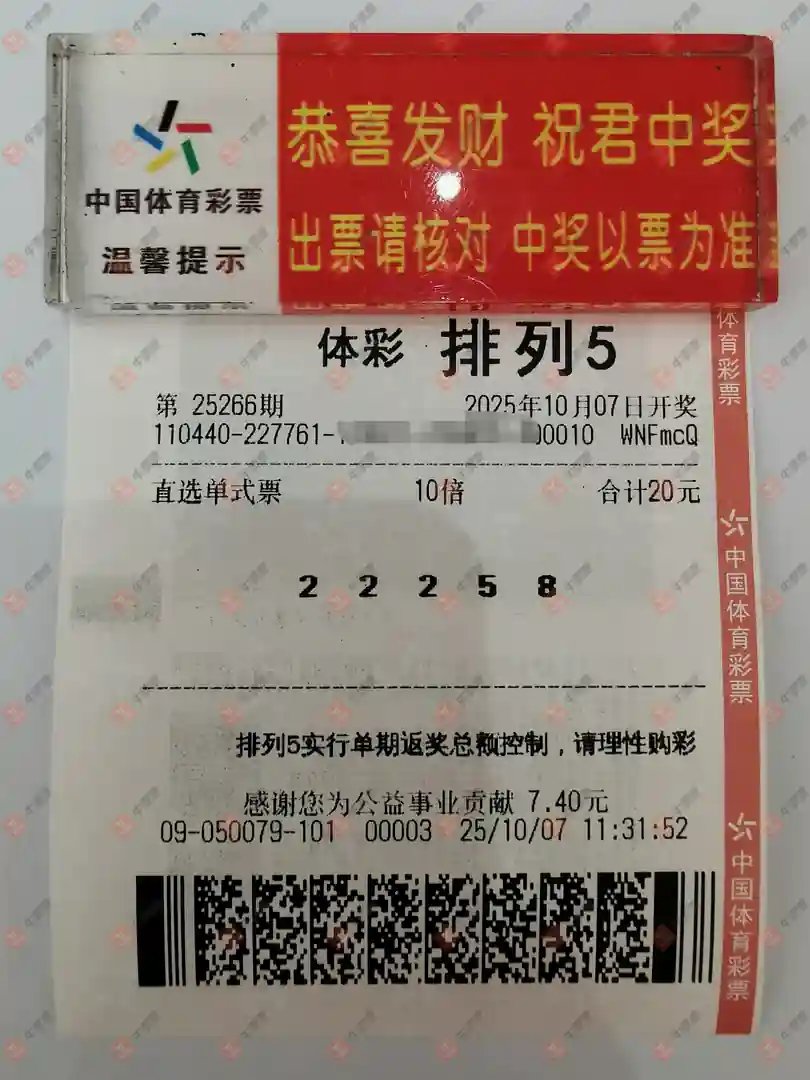 恭喜发财 祝君中奖
中国体育彩票
温馨提示
出票请核对 中奖以票为准
体彩 排列5
第 25266期 2025年10月07日开奖
110440-227761- 00010 WNFmcQ
直选单式票 10倍 合计20元
2 2 2 5 8
排列5实行单期返奖总额控制，请理性购彩
感谢您为公益事业贡献 7.40元
09-050079-101 00003 25/10/07 11:31:52
体育彩票
中国体育彩票
中国体育彩票